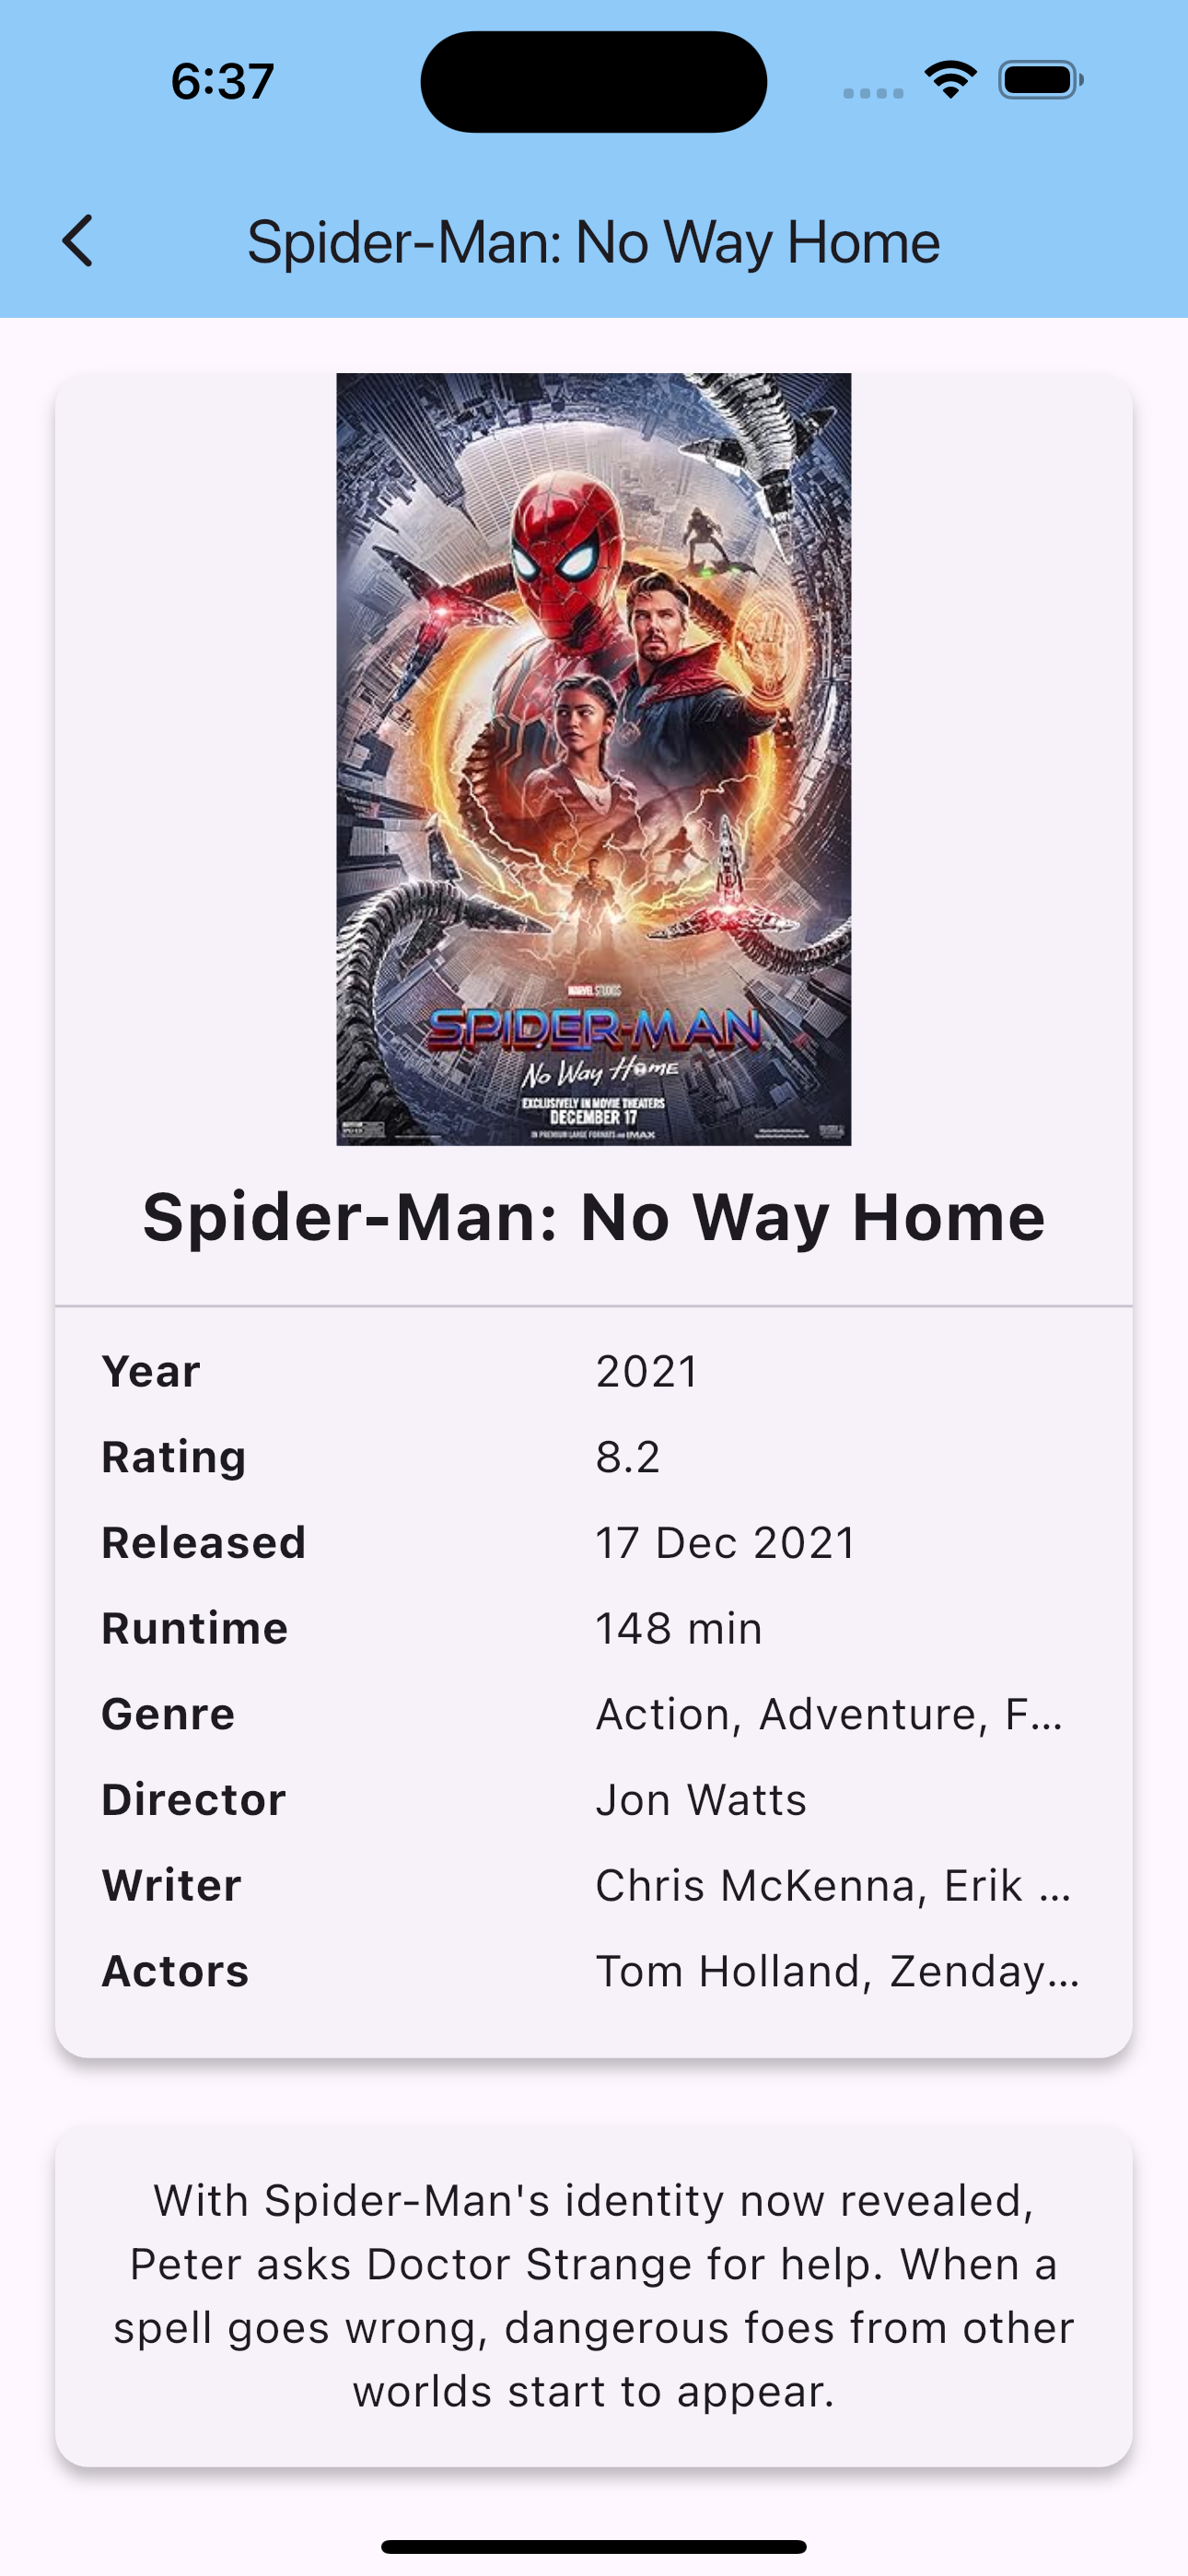 6:37
Spider-Man: No Way Home
MARVEL STUDIOS
SPIDER-MAN
No Way Home
EXCLUSIVELY IN MOVIE THEATERS
DECEMBER 17
IN PREMIUM LARGE FORMATS and IMAX
Spider-Man: No Way Home
Year 2021
Rating 8.2
Released 17 Dec 2021
Runtime 148 min
Genre Action, Adventure, F...
Director Jon Watts
Writer Chris McKenna, Erik ...
Actors Tom Holland, Zenday...
With Spider-Man's identity now revealed,
Peter asks Doctor Strange for help. When a
spell goes wrong, dangerous foes from other
worlds start to appear.